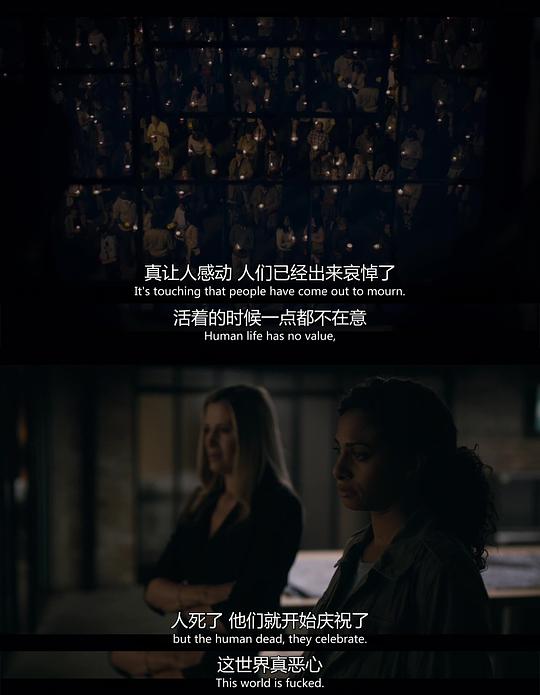 真让人感动 人们已经出来哀悼了
It's touching that people have come out to mourn.
活着的时候一点都不在意
Human life has no value,
人死了 他们就开始庆祝了
but the human dead, they celebrate.
这世界真恶心
This world is fucked.